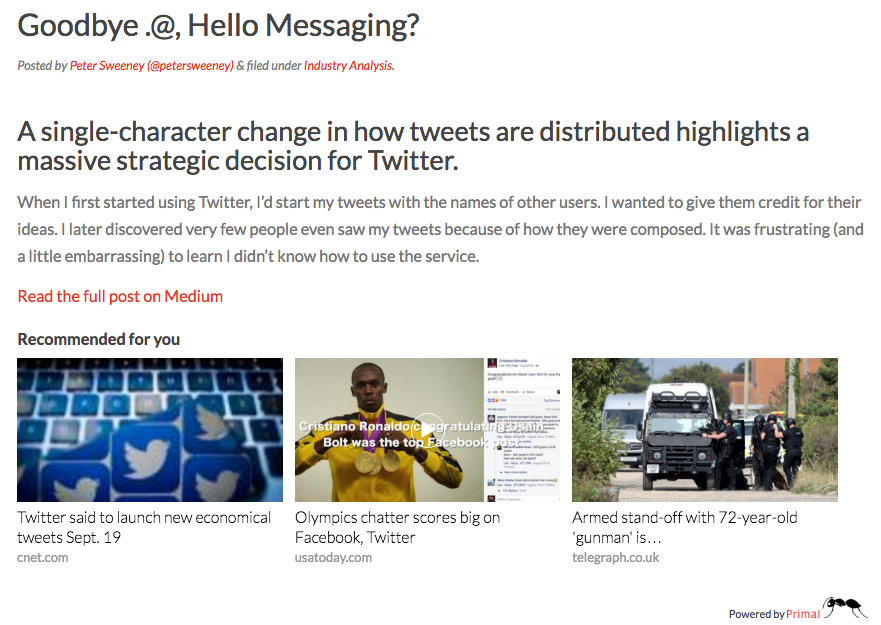 Goodbye .@, Hello Messaging?
Posted by Peter Sweeney (@petersweeney) & filed under Industry Analysis.
A single-character change in how tweets are distributed highlights a
massive strategic decision for Twitter.
When I first started using Twitter, I’d start my tweets with the names of other users. I wanted to give them credit for their
ideas. I later discovered very few people even saw my tweets because of how they were composed. It was frustrating (and
a little embarrassing) to learn I didn’t know how to use the service.
Read the full post on Medium
Recommended for you
Cristiano Ronaldo congratulating Usain
Bolt was the top Facebook post
Twitter said to launch new economical
tweets Sept. 19
cnet.com
Olympics chatter scores big on
Facebook, Twitter
usatoday.com
Armed stand-off with 72-year-old
'gunman' is…
telegraph.co.uk
Powered by Primal